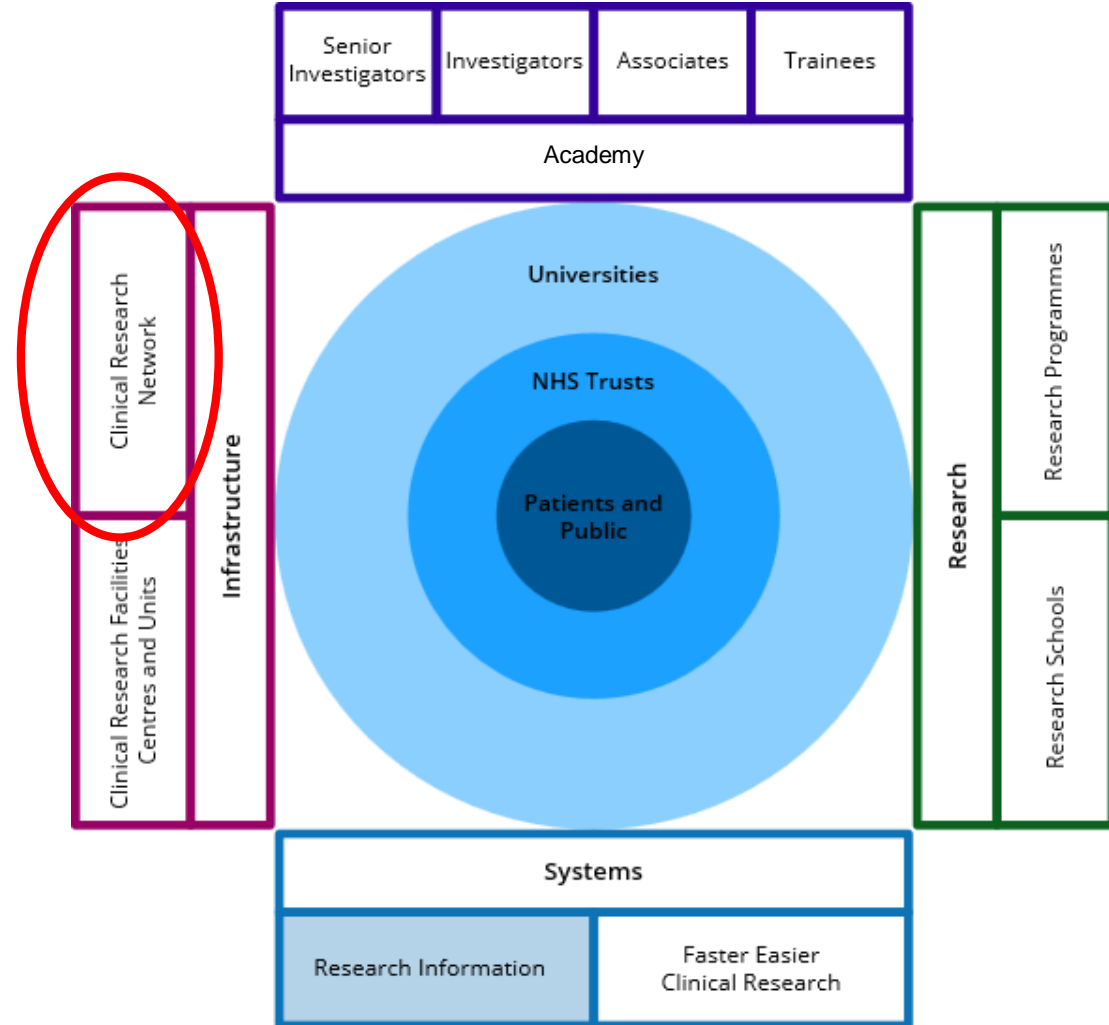 Senior
Investigators
Investigators
Associates
Trainees
Academy
Clinical Research
Network
Clinical Research Facilities
Centres and Units
Infrastructure
Universities
NHS Trusts
Patients and
Public
Research
Research Programmes
Research Schools
Systems
Research Information
Faster Easier
Clinical Research